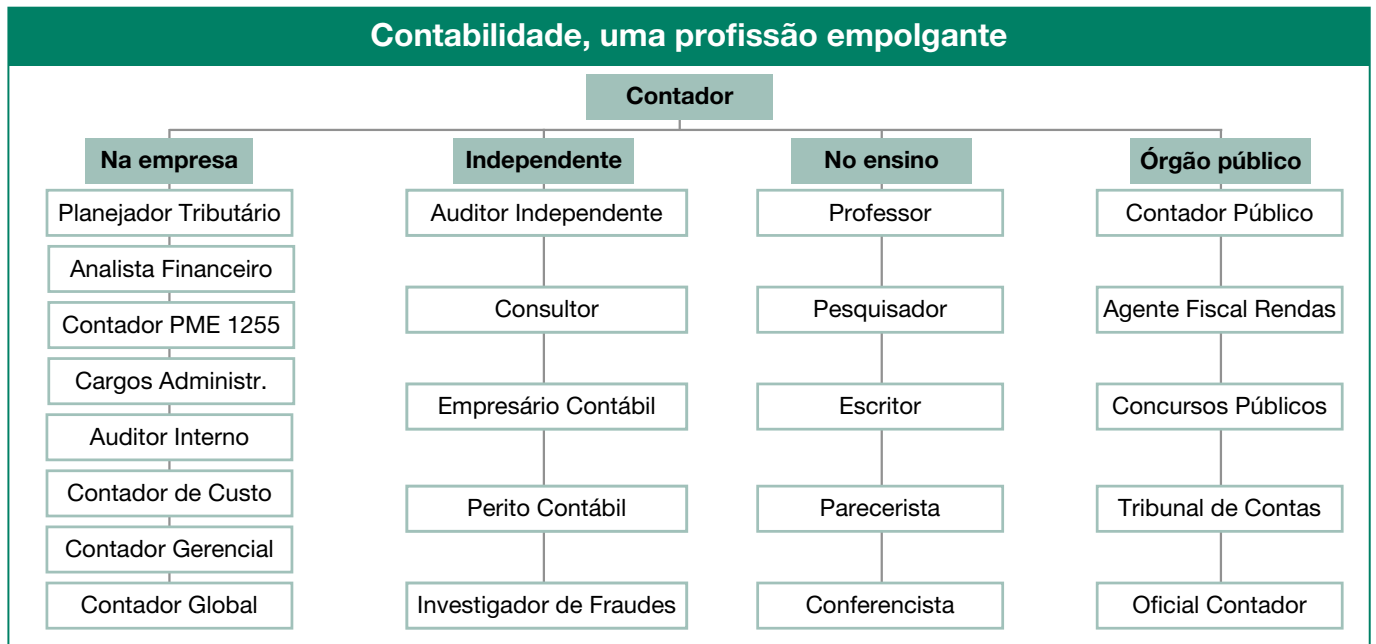 Contabilidade, uma profissão empolgante
Contador
Na empresa
Planejador Tributário
Analista Financeiro
Contador PME 1255
Cargos Administr.
Auditor Interno
Contador de Custo
Contador Gerencial
Contador Global
Independente
Auditor Independente
Consultor
Empresário Contábil
Perito Contábil
Investigador de Fraudes
No ensino
Professor
Pesquisador
Escritor
Parecerista
Conferencista
Órgão público
Contador Público
Agente Fiscal Rendas
Concursos Públicos
Tribunal de Contas
Oficial Contador